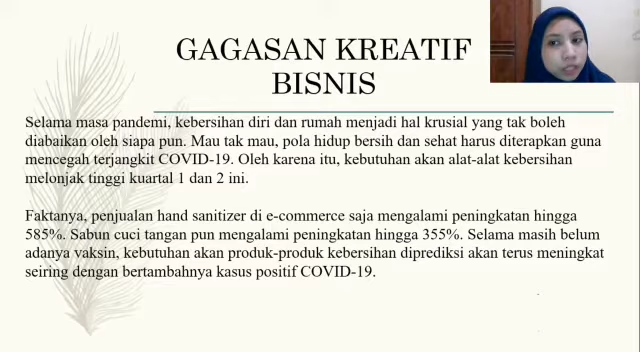 GAGASAN KREATIF
BISNIS
Selama masa pandemi, kebersihan diri dan rumah menjadi hal krusial yang tak boleh
diabaikan oleh siapa pun. Mau tak mau, pola hidup bersih dan sehat harus diterapkan guna
mencegah terjangkit COVID-19. Oleh karena itu, kebutuhan akan alat-alat kebersihan
melonjak tinggi kuartal 1 dan 2 ini.
Faktanya, penjualan hand sanitizer di e-commerce saja mengalami peningkatan hingga
585%. Sabun cuci tangan pun mengalami peningkatan hingga 355%. Selama masih belum
adanya vaksin, kebutuhan akan produk-produk kebersihan diprediksi akan terus meningkat
seiring dengan bertambahnya kasus positif COVID-19.